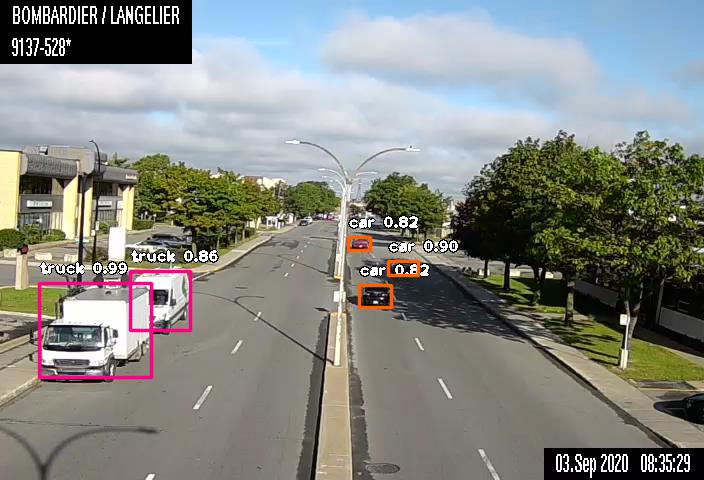 BOMBARDIER / LANGELIER
9137-528*
car 0.82
car 0.90
truck 0.86
truck 0.99
car 0.82
03.Sep 2020 08:35:29